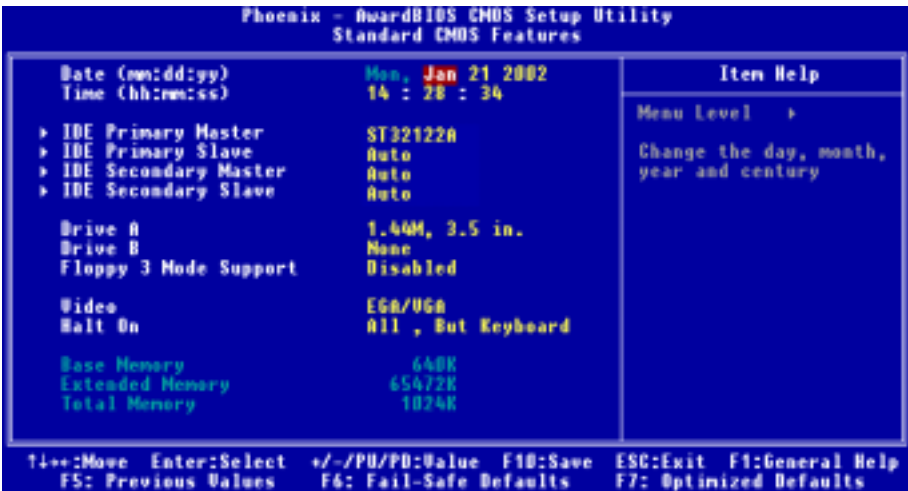 Phoenix - AwardBIOS CMOS Setup Utility
Standard CMOS Features
Date (mm:dd:yy) Mon, Jan 21 2002
Time (hh:mm:ss) 14 : 28 : 34
Item Help
Menu Level
Change the day, month,
year and century
IDE Primary Master ST32122A
IDE Primary Slave Auto
IDE Secondary Master Auto
IDE Secondary Slave Auto
Drive A 1.44M, 3.5 in.
Drive B None
Floppy 3 Mode Support Disabled
Video EGA/VGA
Halt On All , But Keyboard
Base Memory 640K
Extended Memory 65472K
Total Memory 1024K
↑↓→←:Move Enter:Select +/-/PU/PD:Value F10:Save ESC:Exit F1:General Help
F5: Previous Values F6: Fail-Safe Defaults F7: Optimized Defaults